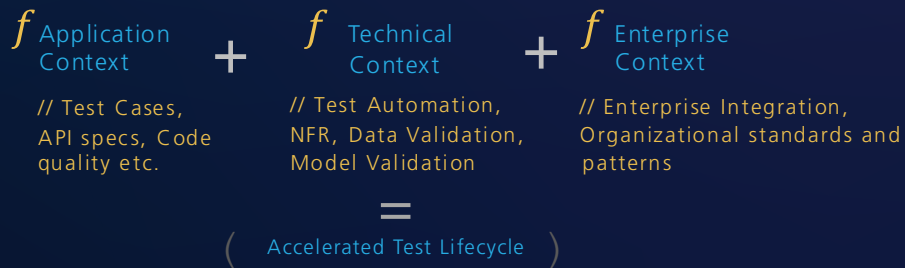 f Application Context
// Test Cases,
API specs, Code
quality etc.
+
f Technical Context
// Test Automation,
NFR, Data Validation,
Model Validation
+
f Enterprise Context
// Enterprise Integration,
Organizational standards and
patterns
=
( Accelerated Test Lifecycle )